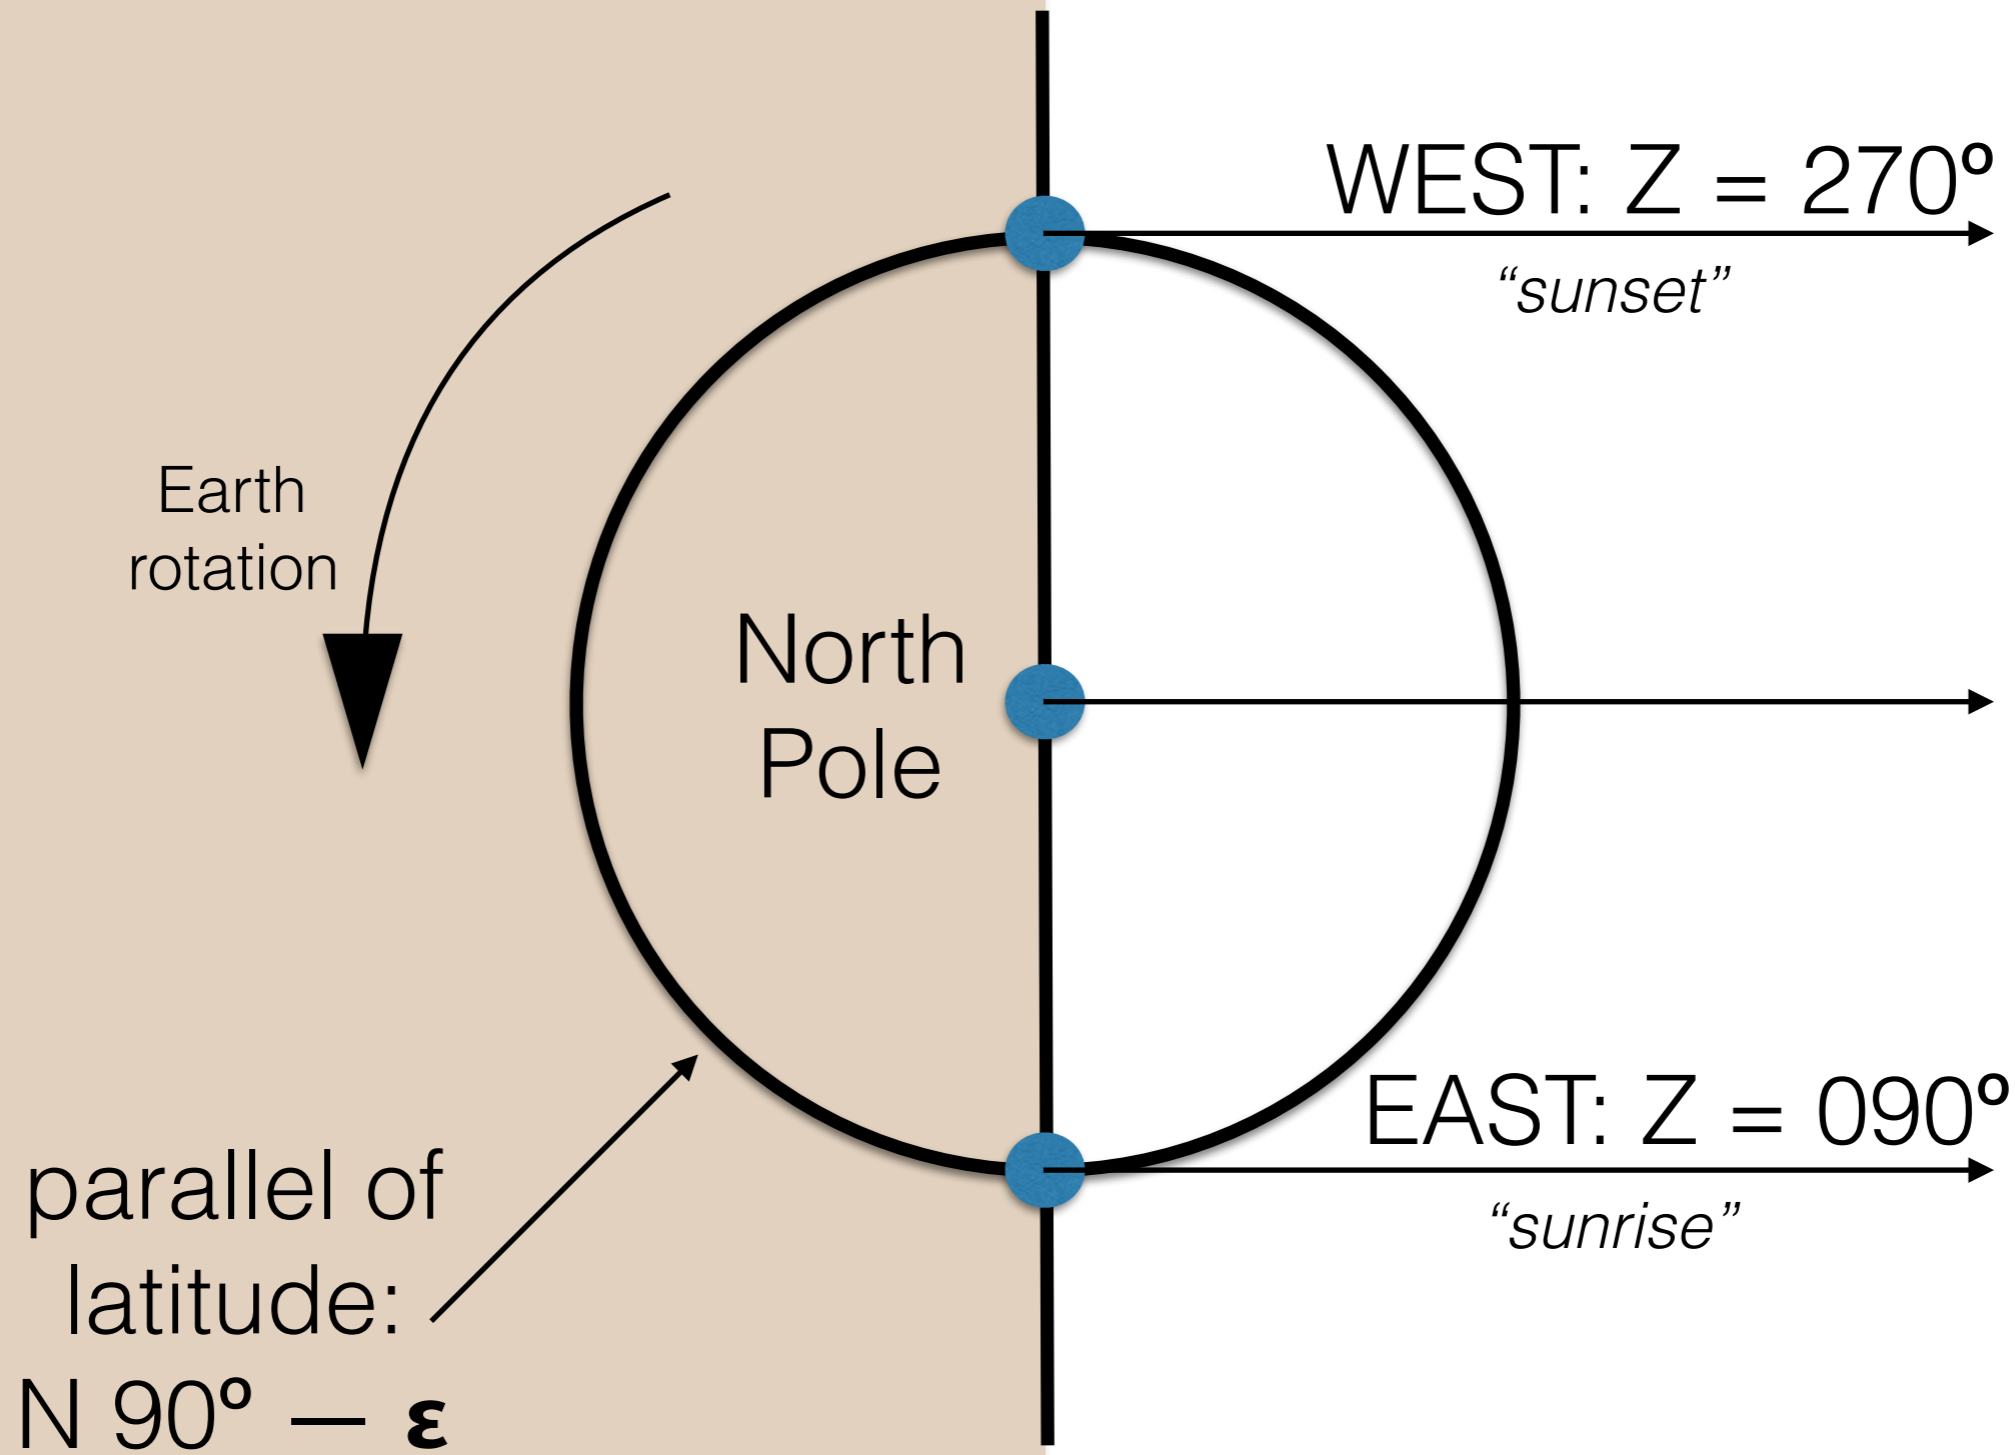 WEST: Z = 270º
“sunset”
Earth
rotation
North
Pole
EAST: Z = 090º
“sunrise”
parallel of
latitude:
N 90º — ε